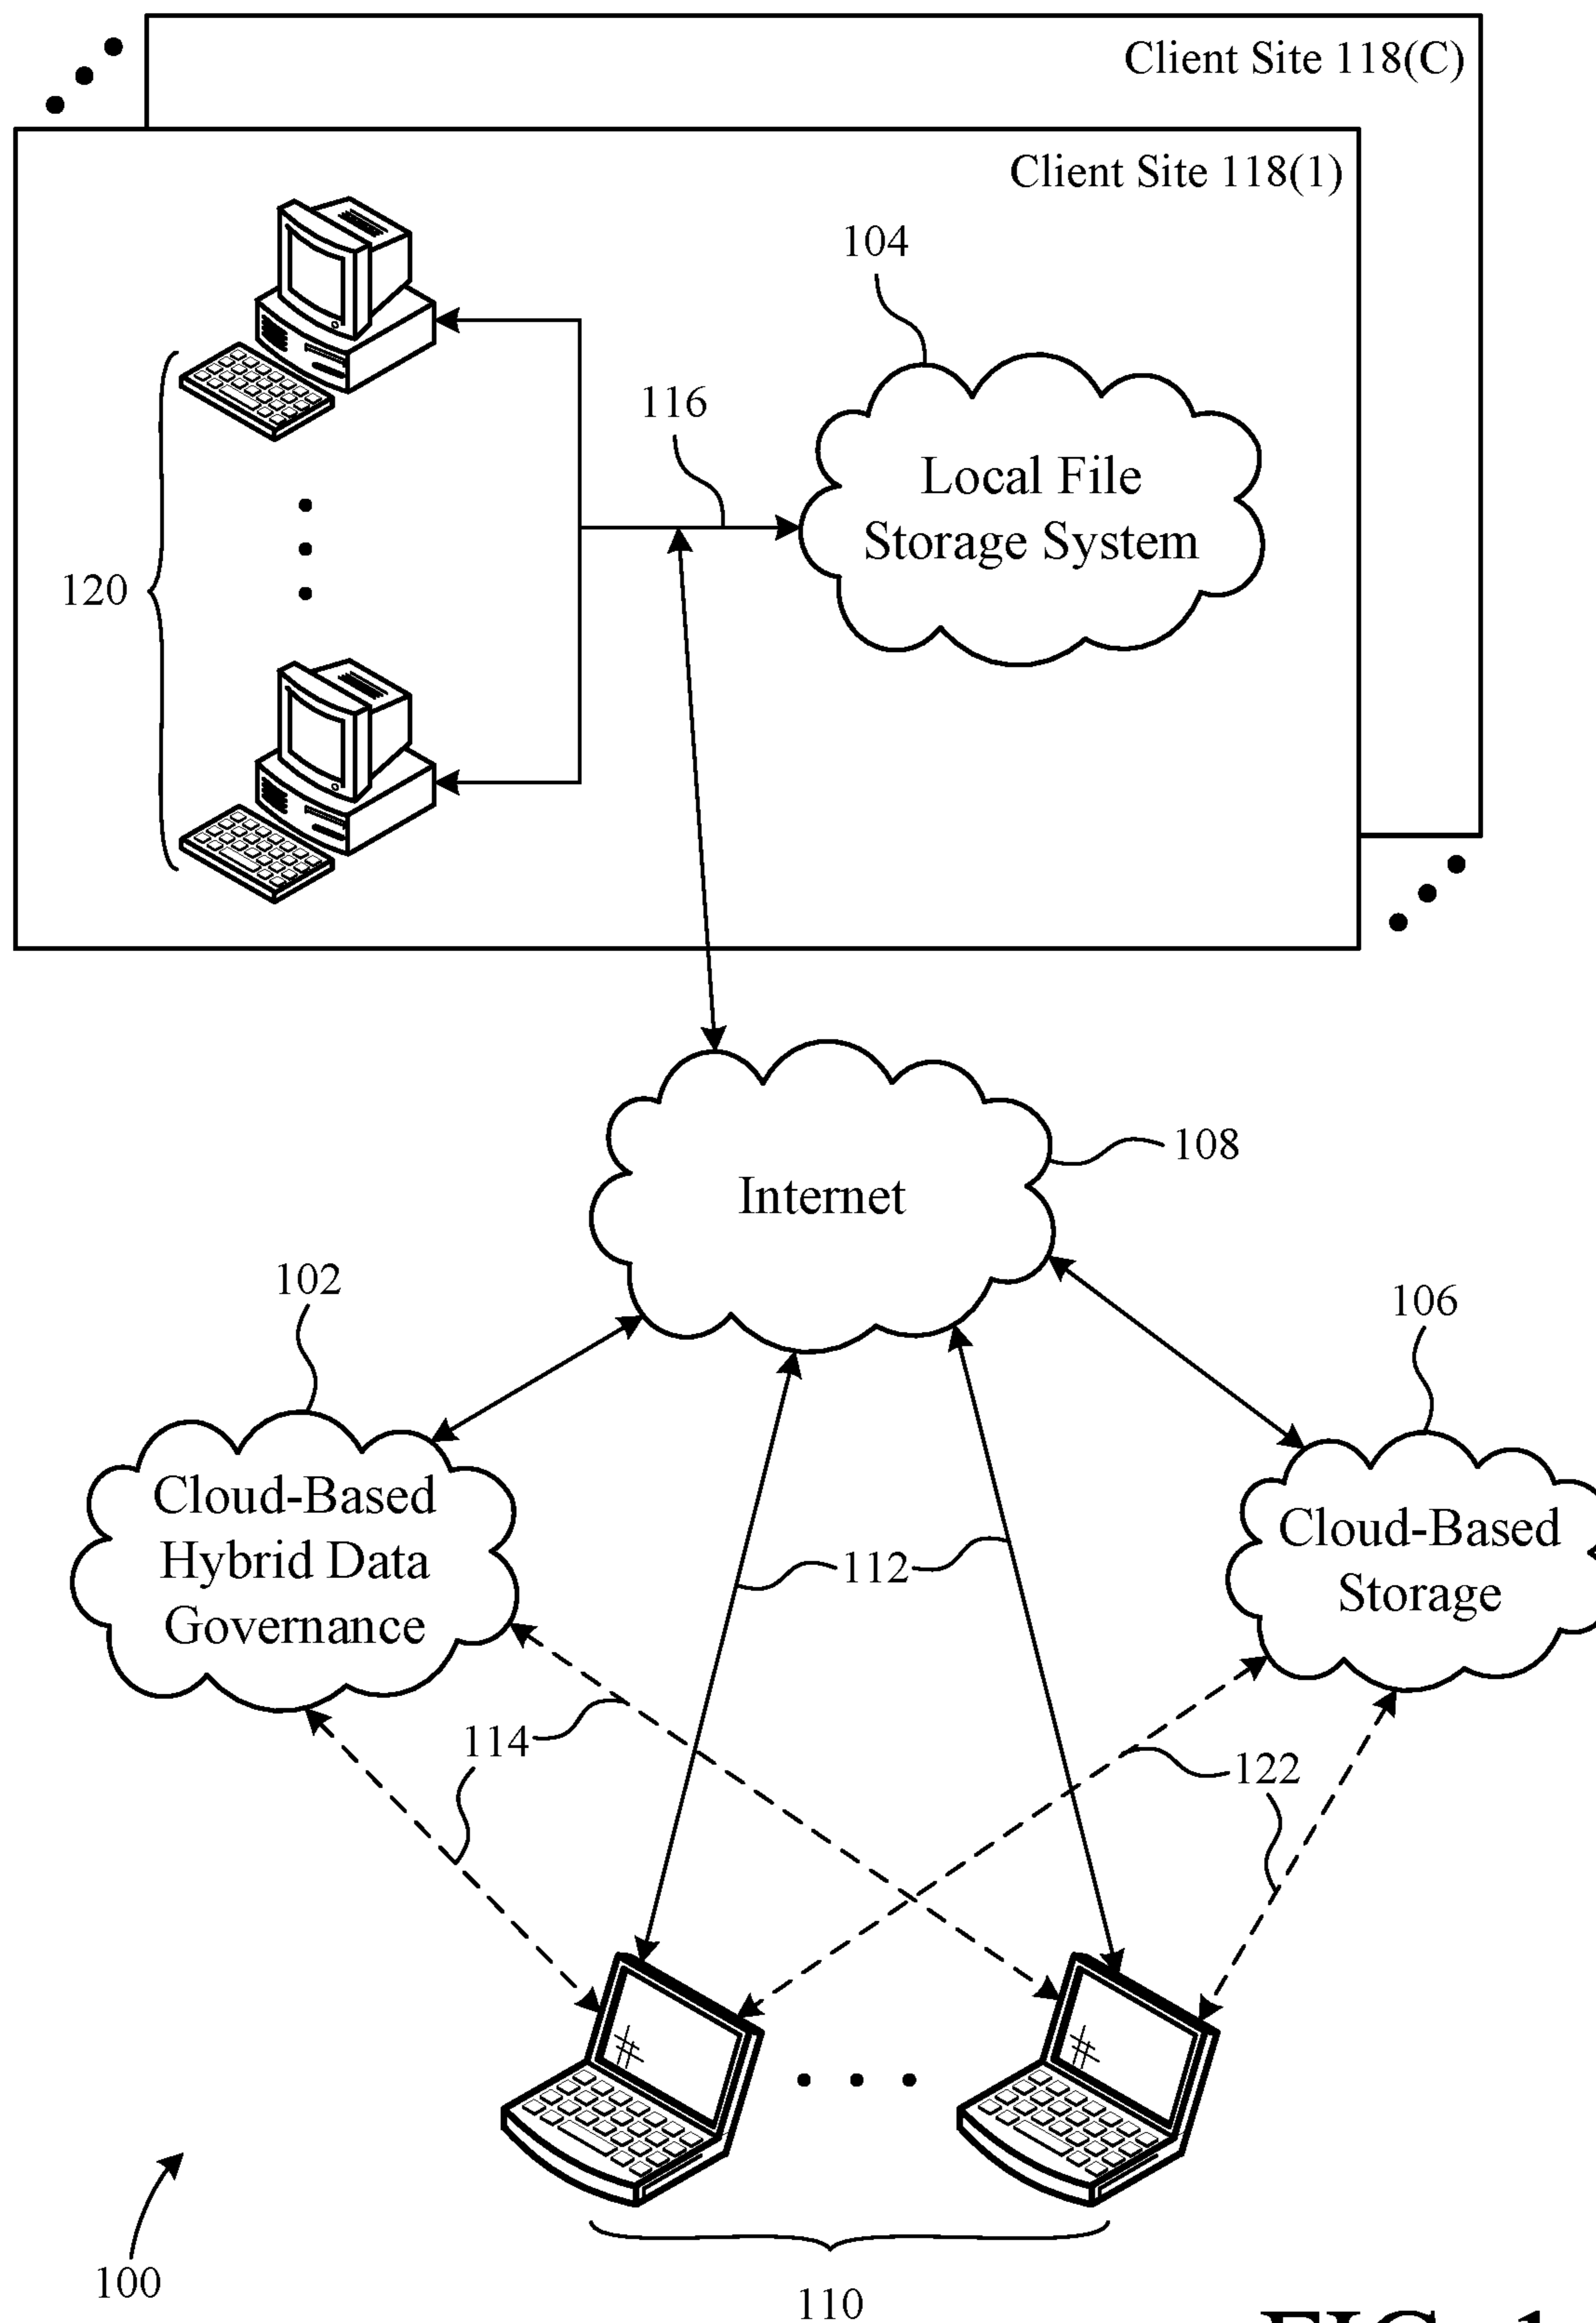 Client Site 118(C)
Client Site 118(1)
104
116
Local File
Storage System
120
108
Internet
102
106
Cloud-Based
Hybrid Data
Governance
Cloud-Based
Storage
112
114
122
100
110